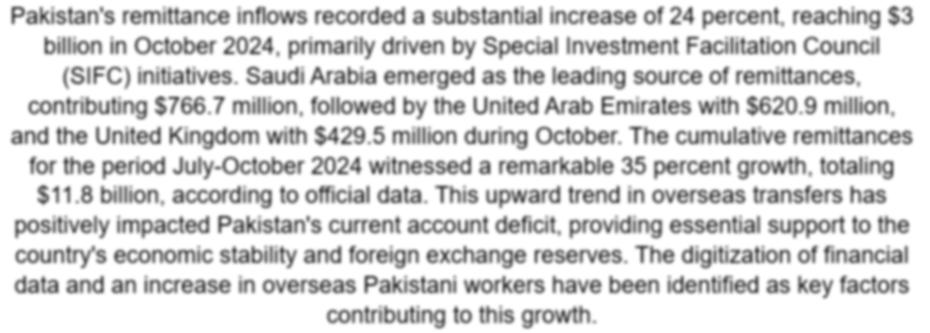 Pakistan's remittance inflows recorded a substantial increase of 24 percent, reaching $3
billion in October 2024, primarily driven by Special Investment Facilitation Council
(SIFC) initiatives. Saudi Arabia emerged as the leading source of remittances,
contributing $766.7 million, followed by the United Arab Emirates with $620.9 million,
and the United Kingdom with $429.5 million during October. The cumulative remittances
for the period July-October 2024 witnessed a remarkable 35 percent growth, totaling
$11.8 billion, according to official data. This upward trend in overseas transfers has
positively impacted Pakistan's current account deficit, providing essential support to the
country's economic stability and foreign exchange reserves. The digitization of financial
data and an increase in overseas Pakistani workers have been identified as key factors
contributing to this growth.